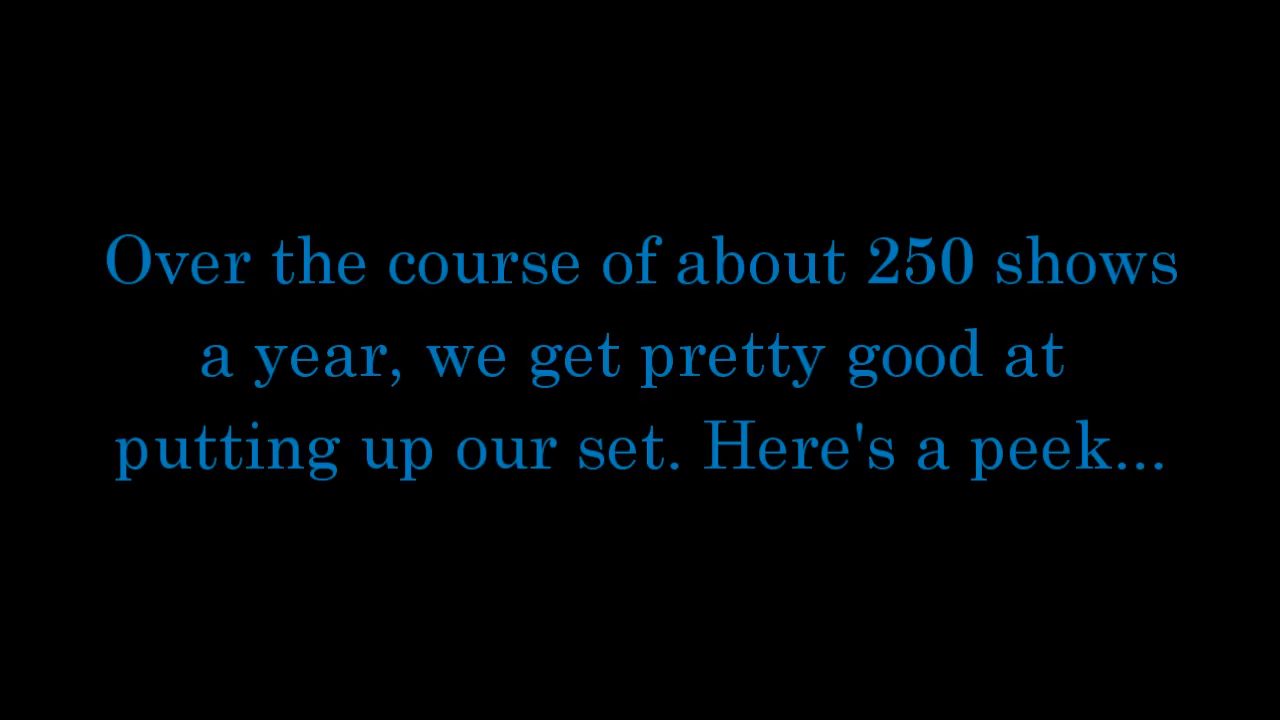 Over the course of about 250 shows
a year, we get pretty good at
putting up our set. Here's a peek...